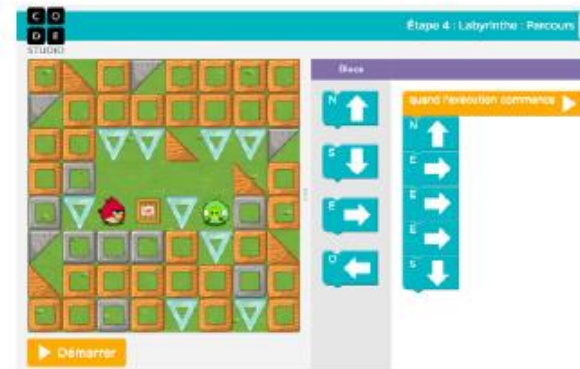 C O
D E
STUDIO
Étape 4 : Labyrinthe : Parcours
Blocs
quand l'exécution commence
N
S
E
O
N
E
E
E
S
Démarrer